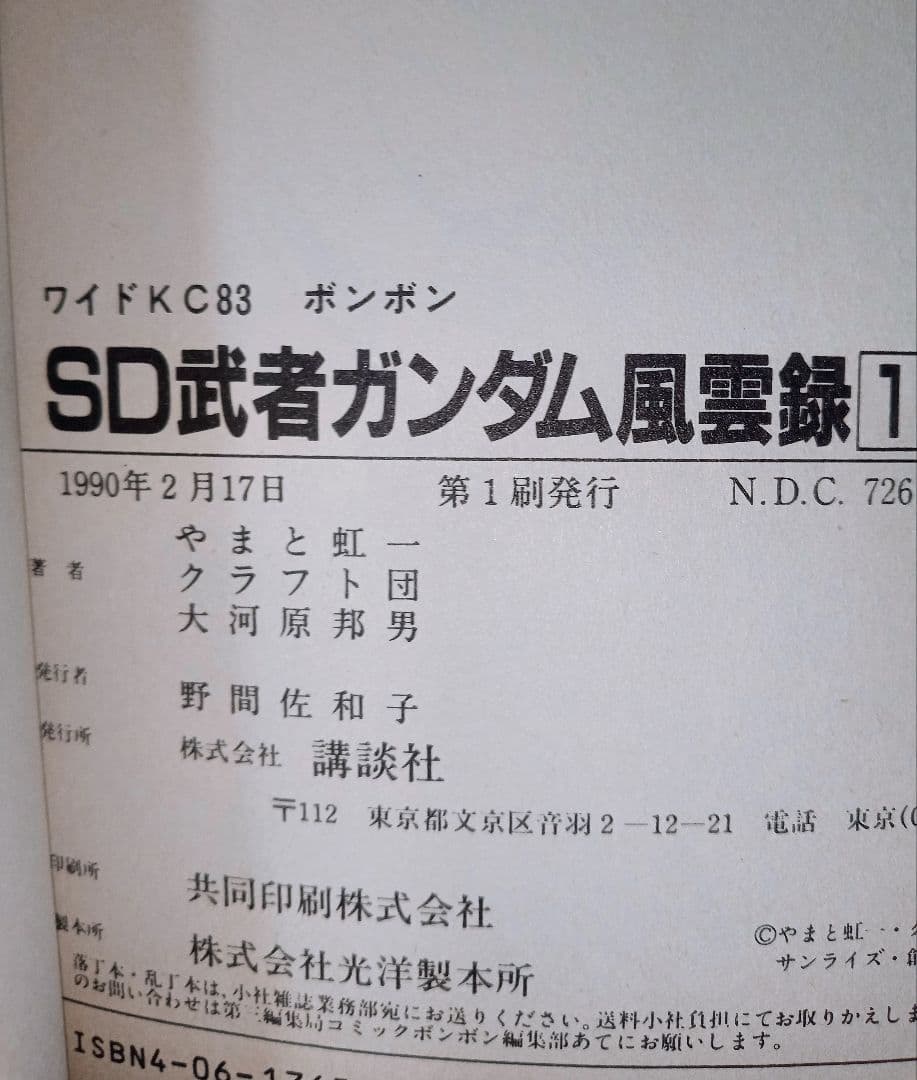 ワイドKC83 ボンボン
SD武者ガンダム風雲録1
1990年2月17日 第1刷発行 N.D.C. 726
著者
やまと虹一
クラフト団
大河原邦男
発行者 野間佐和子
発行所 株式会社 講談社
〒112 東京都文京区音羽2-12-21 電話 東京(
印刷所 共同印刷株式会社
製本所 株式会社光洋製本所
©やまと虹一・
サンライズ・
落丁本・乱丁本は、小社雑誌業務部宛にお送りください。送料小社負担にてお取りかえしま
のお問い合わせは第三編集局コミックボンボン編集部あてにお願いします。
ISBN4-06-